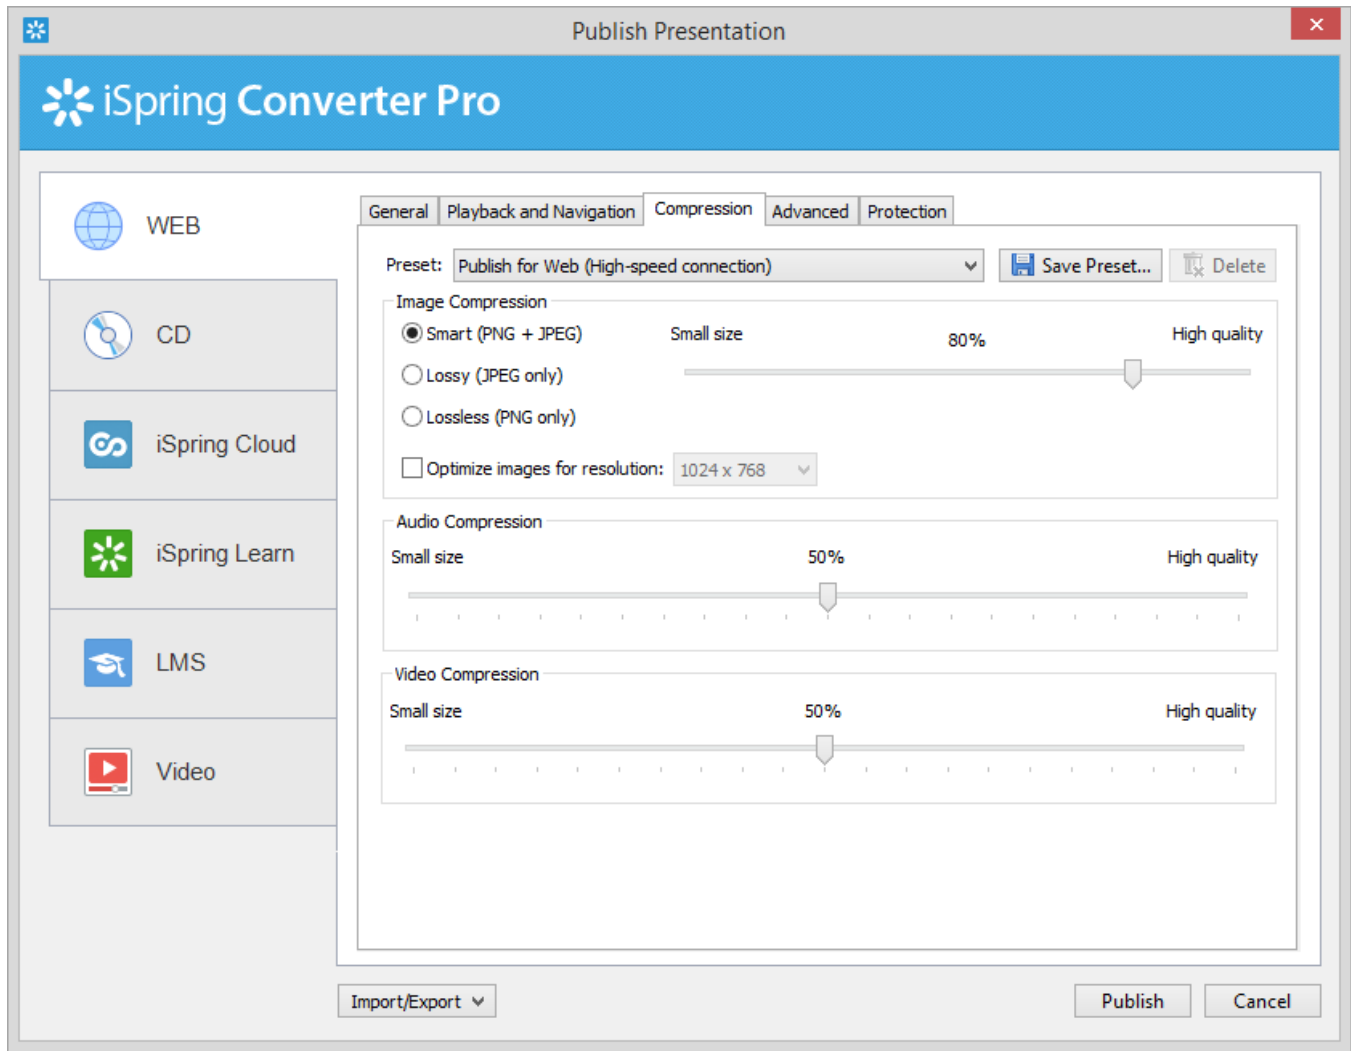 Publish Presentation
iSpring Converter Pro
WEB
CD
iSpring Cloud
iSpring Learn
LMS
Video
General Playback and Navigation Compression Advanced Protection
Preset: Publish for Web (High-speed connection) Save Preset... Delete
Image Compression
Smart (PNG + JPEG) Small size 80% High quality
Lossy (JPEG only)
Lossless (PNG only)
Optimize images for resolution: 1024 x 768
Audio Compression
Small size 50% High quality
Video Compression
Small size 50% High quality
Import/Export Publish Cancel